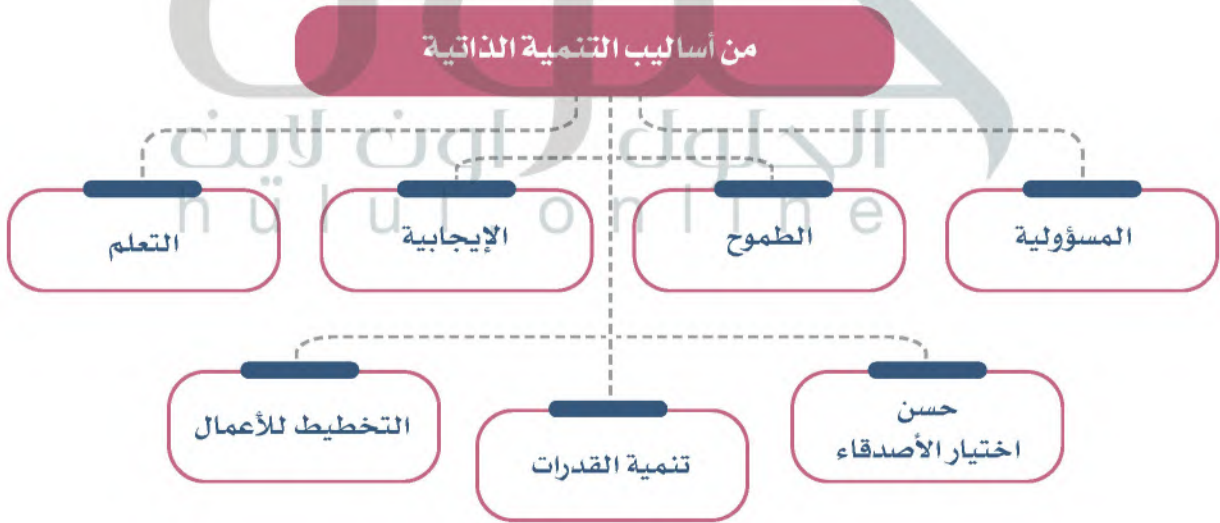 من أساليب التنمية الذاتية
الحلول اون لاين
hulul online
المسؤولية
الطموح
الإيجابية
التعلم
حسن
اختيار الأصدقاء
تنمية القدرات
التخطيط للأعمال